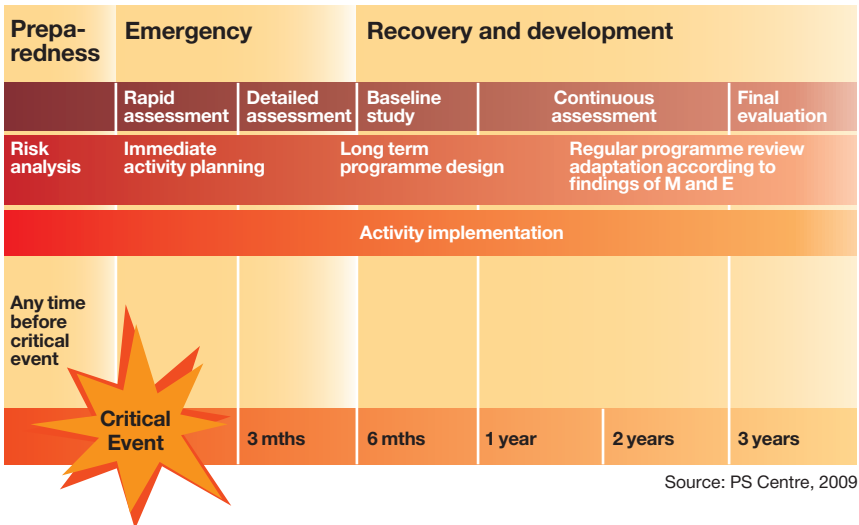 Prepa-
redness
Emergency
Recovery and development
Rapid
assessment
Detailed
assessment
Baseline
study
Continuous
assessment
Final
evaluation
Risk
analysis
Immediate
activity planning
Long term
programme design
Regular programme review
adaptation according to
findings of M and E
Activity implementation
Any time
before
critical
event
Critical
Event
3 mths
6 mths
1 year
2 years
3 years
Source: PS Centre, 2009